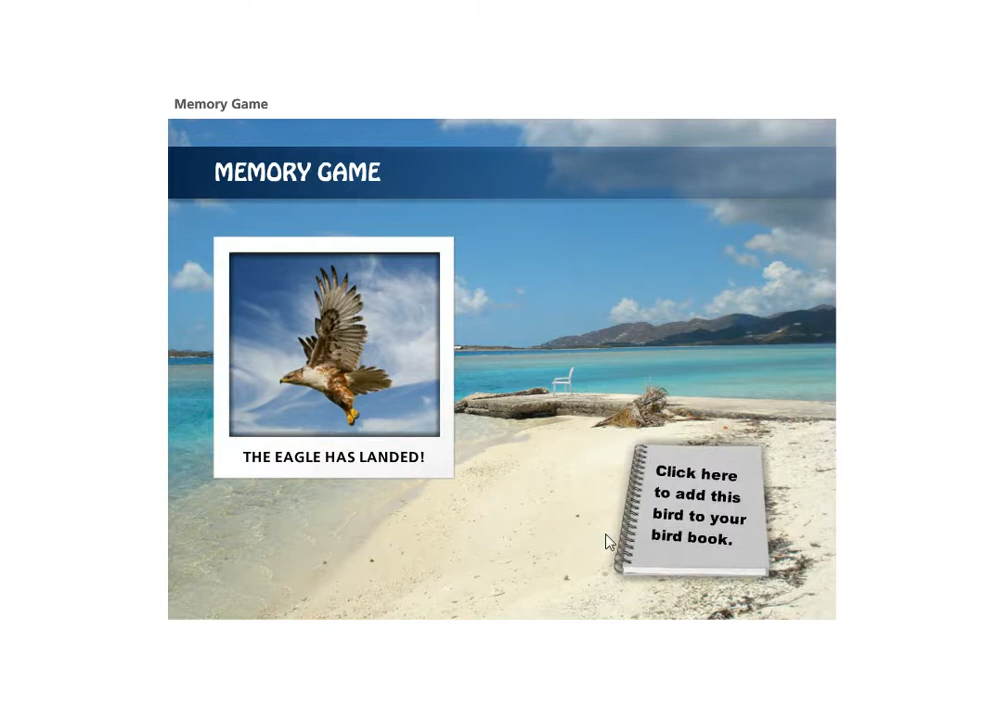 Memory Game
MEMORY GAME
THE EAGLE HAS LANDED!
Click here
to add this
bird to your
bird book.